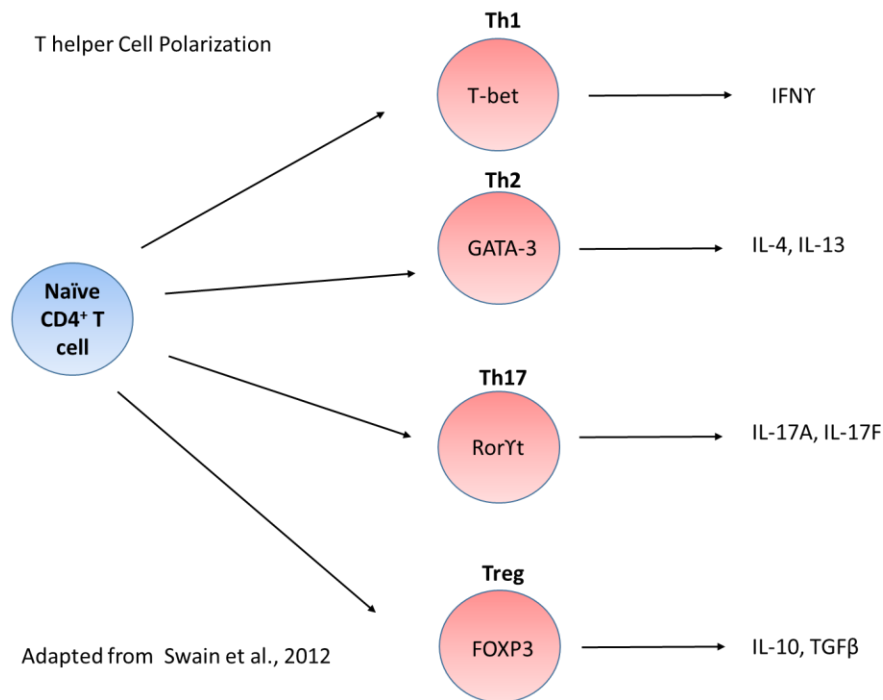 T helper Cell Polarization
Th1
T-bet
IFNϒ
Th2
GATA-3
IL-4, IL-13
Naïve
CD4⁺ T
cell
Th17
Rorϒt
IL-17A, IL-17F
Treg
FOXP3
IL-10, TGFβ
Adapted from Swain et al., 2012